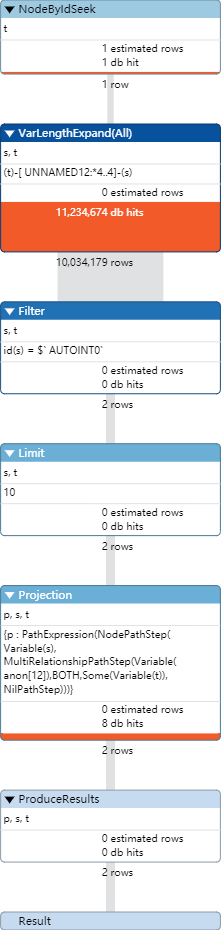 NodeByIdSeek
t
1 estimated rows
1 db hit
1 row
VarLengthExpand(All)
s, t
(t)-[ UNNAMED12:*4..4]-(s)
0 estimated rows
11,234,674 db hits
10,034,179 rows
Filter
s, t
id(s) = $` AUTOINT0`
0 estimated rows
0 db hits
2 rows
Limit
s, t
10
0 estimated rows
0 db hits
2 rows
Projection
p, s, t
{p : PathExpression(NodePathStep(
Variable(s),
MultiRelationshipPathStep(Variable(
anon[12]),BOTH,Some(Variable(t)),
NilPathStep)))}
0 estimated rows
8 db hits
2 rows
ProduceResults
p, s, t
0 estimated rows
0 db hits
2 rows
Result